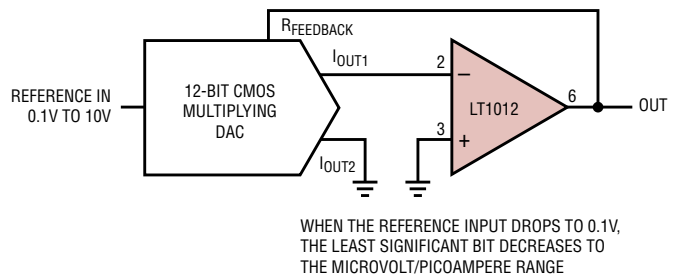 RFEEDBACK
IOUT1
REFERENCE IN
0.1V TO 10V
12-BIT CMOS
MULTIPLYING
DAC
2
−
LT1012
6
OUT
3
+
IOUT2
WHEN THE REFERENCE INPUT DROPS TO 0.1V,
THE LEAST SIGNIFICANT BIT DECREASES TO
THE MICROVOLT/PICOAMPERE RANGE